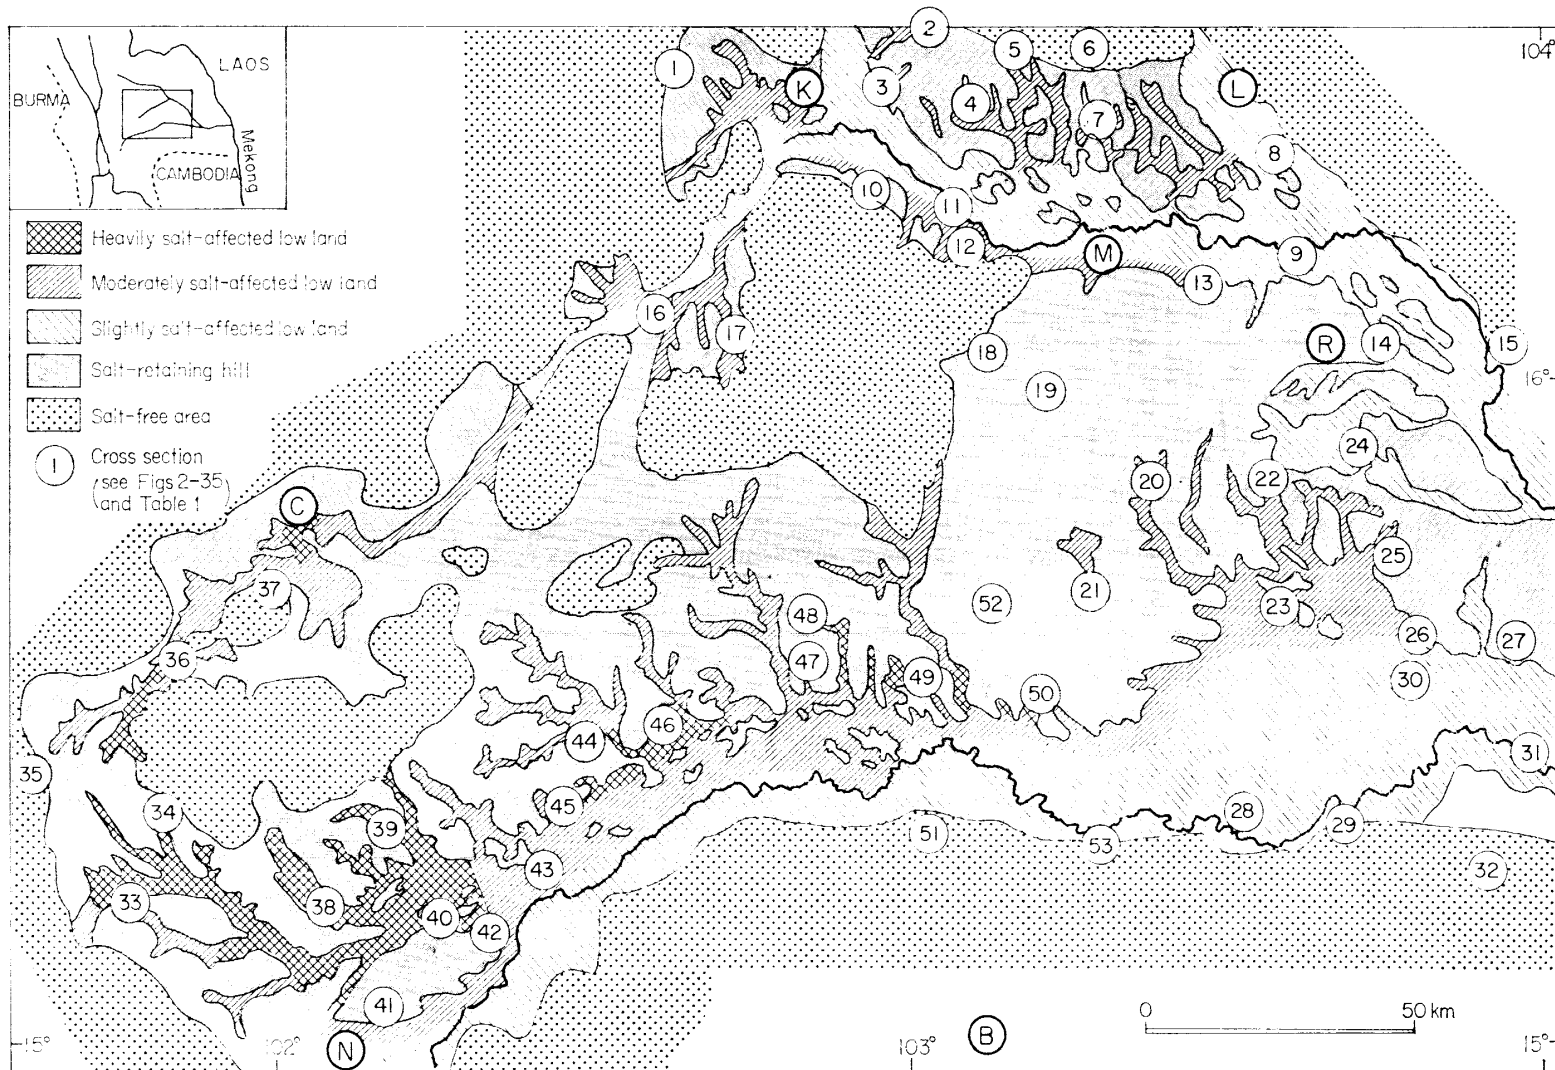 LAOS
BURMA
Mekong
CAMBODIA
Heavily salt-affected low land
Moderately salt-affected low land
Slightly salt-affected low land
Salt-retaining hill
Salt-free area
1 Cross section
(see Figs 2-35
and Table 1)
104°
2
5
6
1
K
3
L
4
7
8
10
11
12
M
9
13
16
17
18
R
14
15
19
16°
24
20
22
C
25
21
37
52
48
23
26
27
36
47
49
30
50
46
44
31
35
45
34
39
28
29
51
53
43
32
33
38
40
42
41
0 50 km
B
N
15°
102°
103°
15°